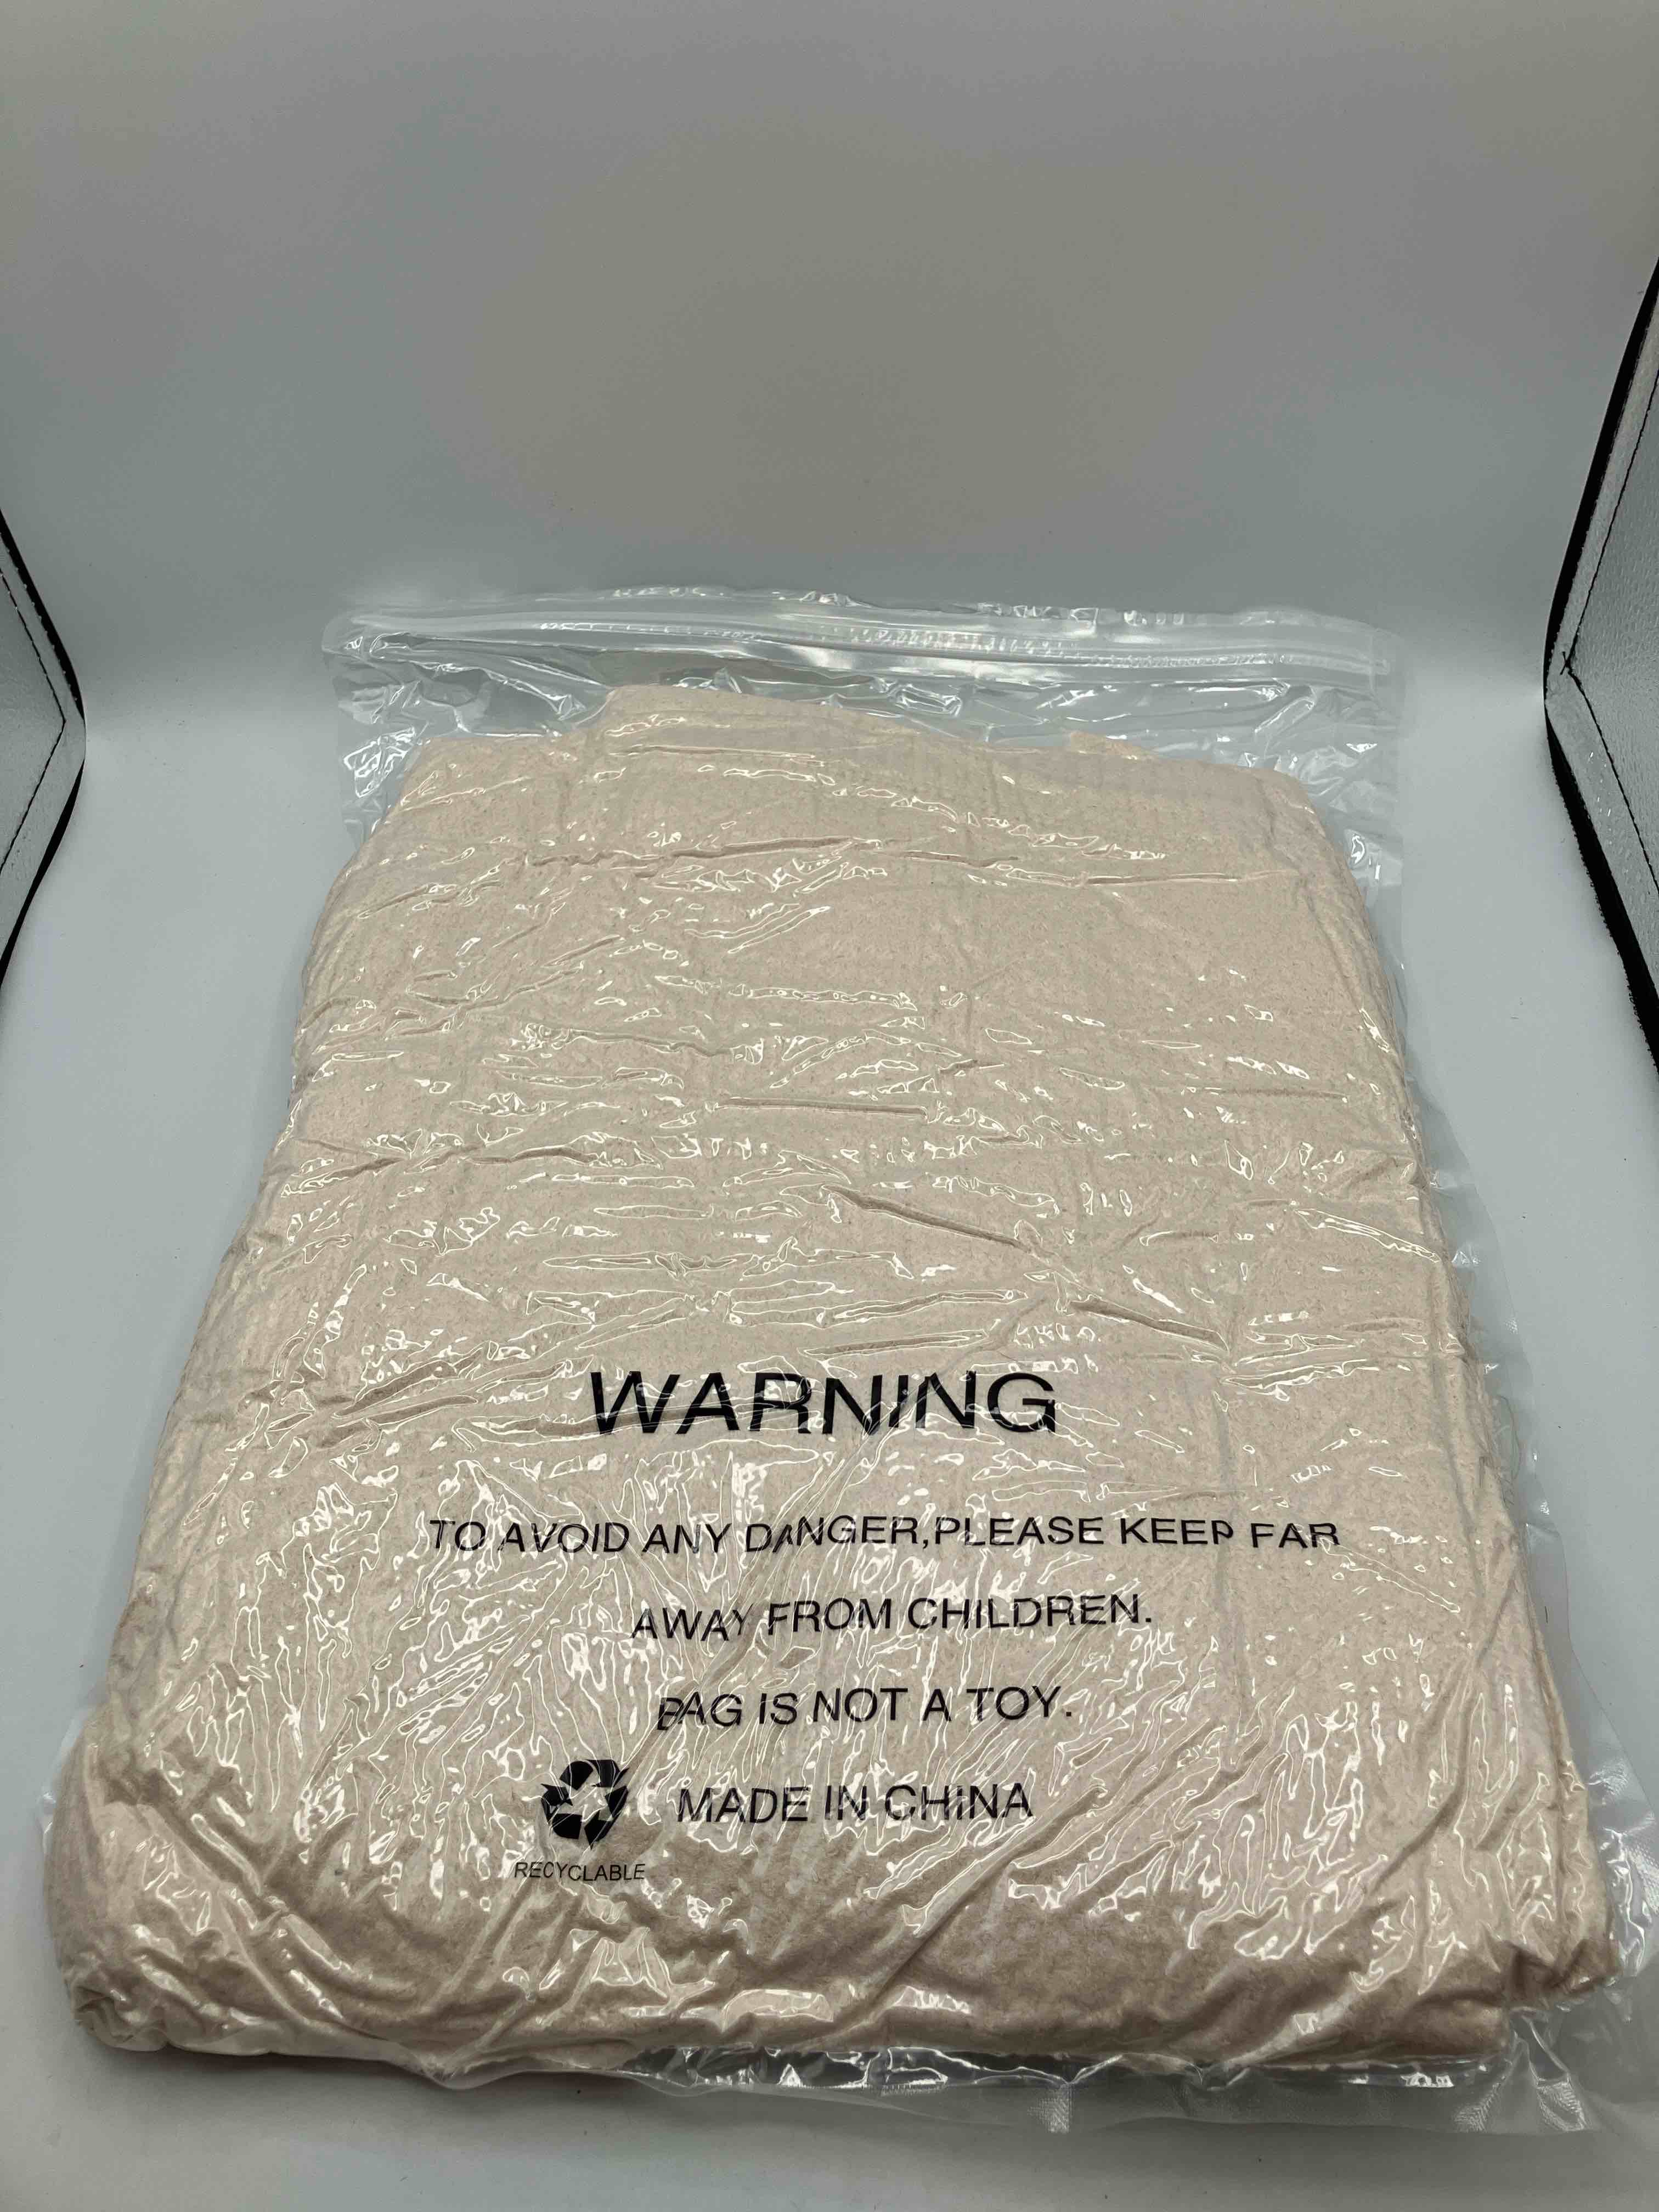 WARNING
TO AVOID ANY DANGER,PLEASE KEEP FAR
AWAY FROM CHILDREN.
BAG IS NOT A TOY.
MADE IN CHINA
RECYCLABLE